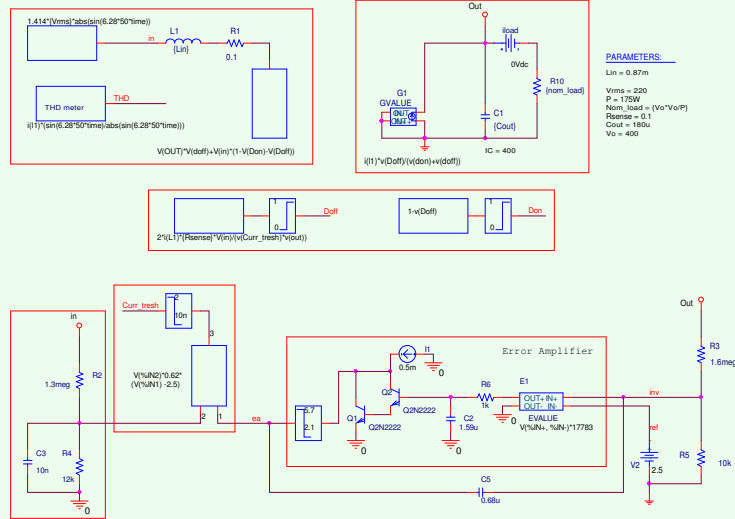 1.414*{Vrms}*abs(sin(6.28*50*time))
in
L1
{Lin}
R1
0.1
THD meter
THD
i(l1)*(sin(6.28*50*time)/abs(sin(6.28*50*time)))
V(OUT)*V(doff)+V(in)*(1-V(Don)-V(Doff))
Out
iload
0Vdc
R10
{nom_load}
G1
GVALUE
OUT-
OUT+
C1
{Cout}
IC = 400
i(l1)*v(Doff)/(v(don)+v(doff))
PARAMETERS:
Lin = 0.87m
Vrms = 220
P = 175W
Nom_load = {Vo*Vo/P}
Rsense = 0.1
Cout = 180u
Vo = 400
1
0
Doff
2*i(L1)*{Rsense}*V(in)/(v(Curr_tresh)*v(out))
1-v(Doff)
1
0
Don
in
R2
1.3meg
C3
10n
R4
12k
0
Curr_tresh
2
10n
3
V(%IN2)*0.62*
(V(%IN1) -2.5)
2
1
ea
5.7
2.1
Error Amplifier
I1
0.5m
0
Q2
Q2N2222
Q1
Q2N2222
0
R6
1k
C2
1.59u
0
E1
OUT+ IN+
OUT- IN-
EVALUE
V(%IN+, %IN-)*17783
0
C5
0.68u
Out
R3
1.6meg
inv
ref
V2
2.5
R5
10k